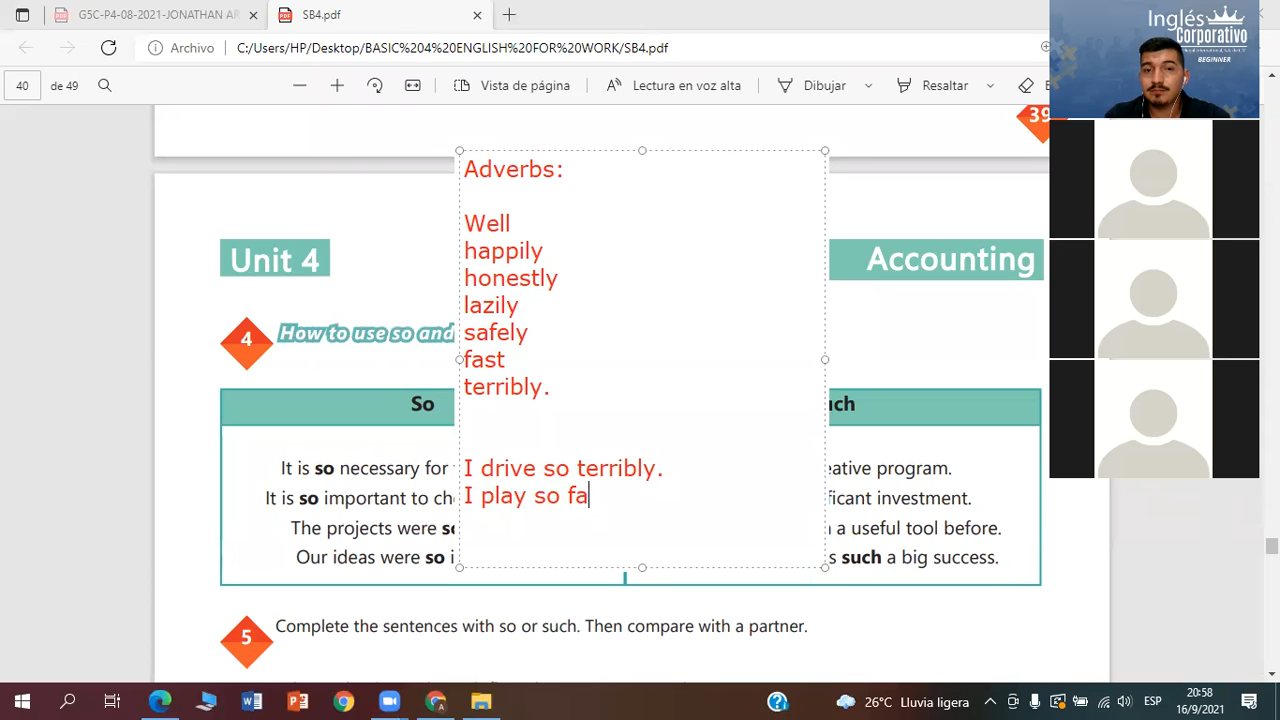 G5C-P4-08-2021-JONATHAN AR
SB4.pdf
Archivo
C:/Users/HP/Desktop/BASIC%204%20ENGLISH%20FOR%20WORK/SB4.pdf
40 de 49
Vista de página
Lectura en voz alta
Dibujar
Resaltar
Inglés
Corporativo
BEGINNER
39
Adverbs:
Well
happily
honestly
lazily
safely
fast
terribly.
I drive so terribly.
I play so fa
Unit 4
Accounting
4 How to use so and
So
uch
It is so necessary for
eative program.
It is so important to ch
ficant investment.
The projects were so
n a useful tool before.
Our ideas were so i
s such a big success.
5 Complete the sentences with so or such. Then compare with a partner.
26°C Lluvia ligera
ESP
20:58
16/9/2021